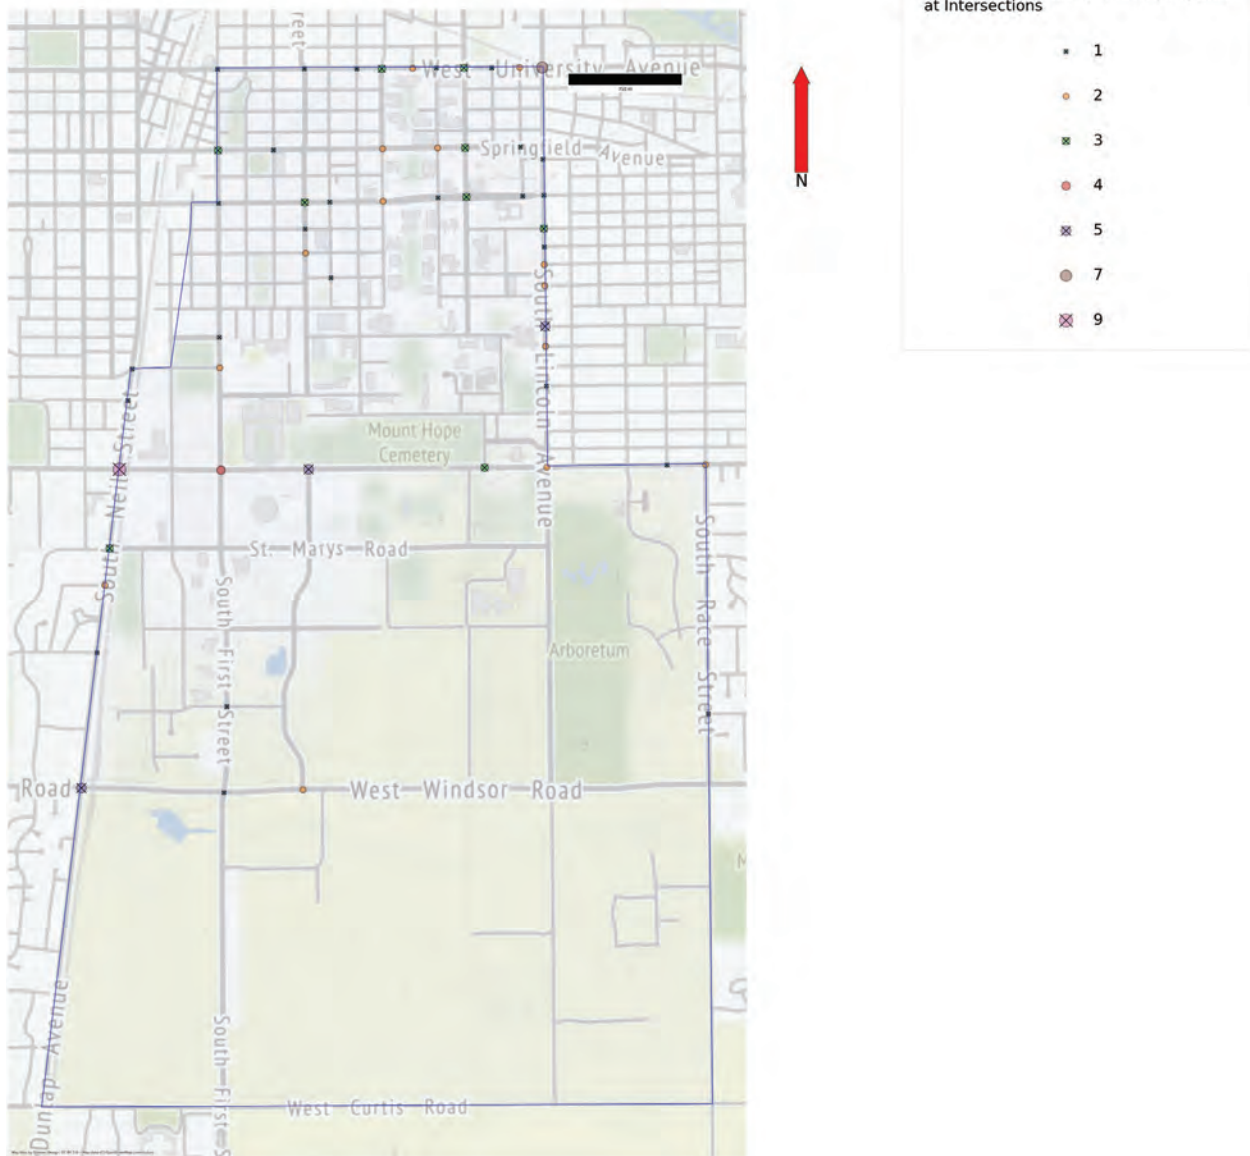 at Intersections
1
2
3
4
5
7
9
N
reet
West University Avenue
Springfield Avenue
South Lincoln Avenue
Mount Hope
Cemetery
South Neil Street
St. Marys Road
South First Street
South Race Street
Arboretum
Road
West Windsor Road
M
Dunlap Avenue
South First S
West Curtis Road